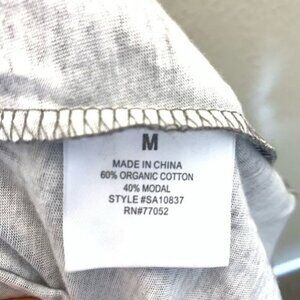 M
MADE IN CHINA
60% ORGANIC COTTON
40% MODAL
STYLE #SA10837
RN#77052